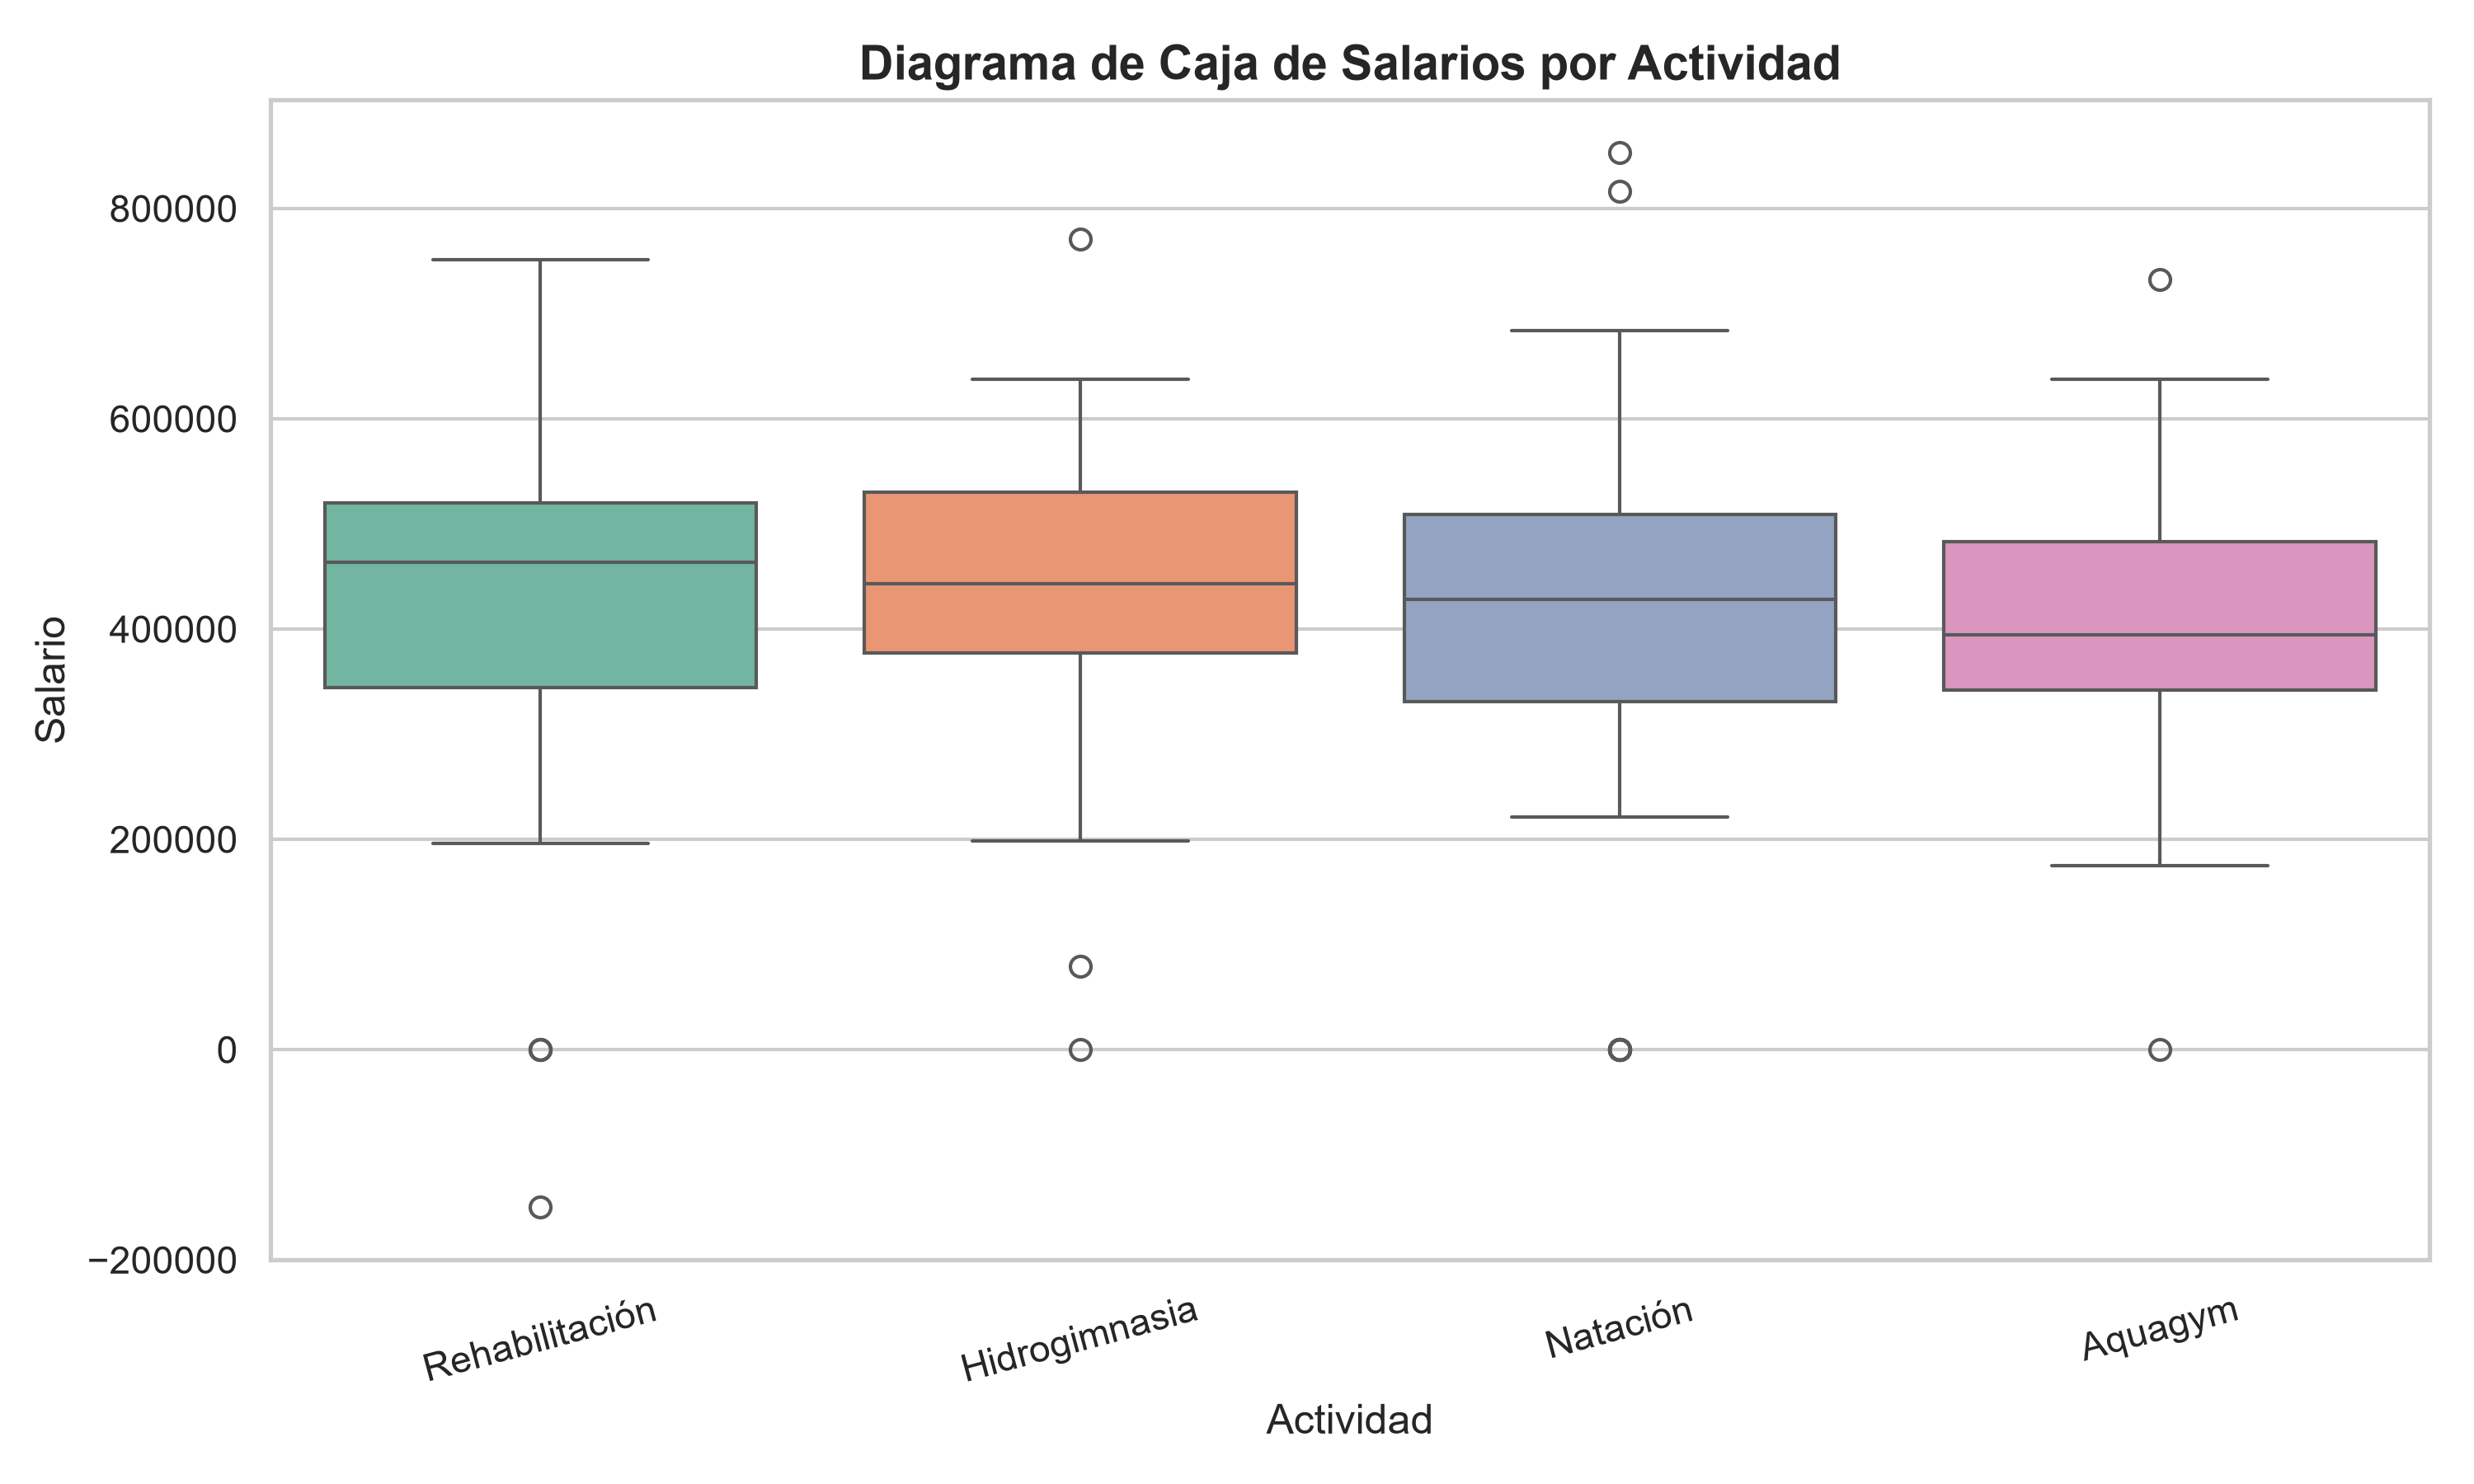 Diagrama de Caja de Salarios por Actividad
800000
600000
400000
200000
0
−200000
Salario
Rehabilitación
Hidrogimnasia
Natación
Aquagym
Actividad